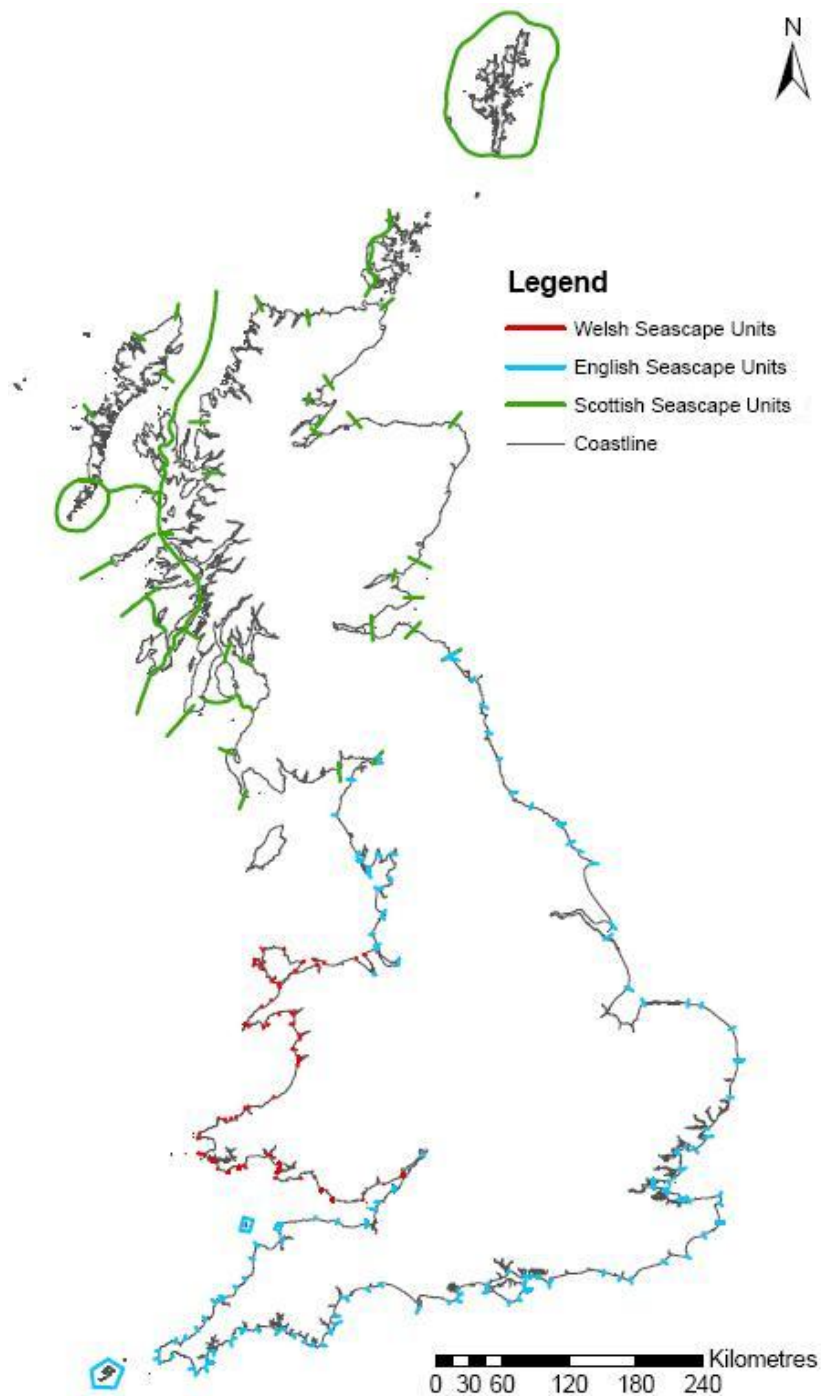 N
Legend
Welsh Seascape Units
English Seascape Units
Scottish Seascape Units
Coastline
Kilometres
0 30 60 120 180 240